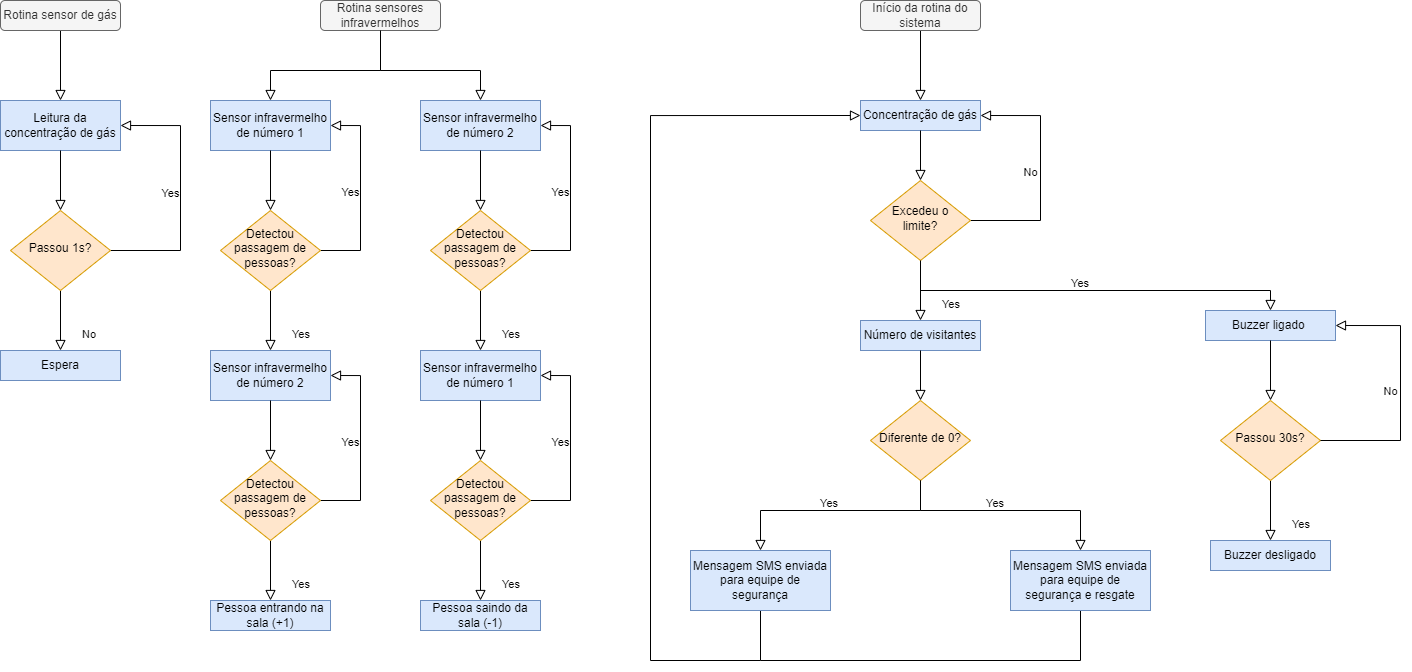 Rotina sensor de gás
Leitura da
concentração de gás
Yes
Passou 1s?
No
Espera
Rotina sensores
infravermelhos
Sensor infravermelho
de número 1
Yes
Detectou
passagem de
pessoas?
Yes
Sensor infravermelho
de número 2
Yes
Detectou
passagem de
pessoas?
Yes
Pessoa entrando na
sala (+1)
Sensor infravermelho
de número 2
Yes
Detectou
passagem de
pessoas?
Yes
Sensor infravermelho
de número 1
Yes
Detectou
passagem de
pessoas?
Yes
Pessoa saindo da
sala (-1)
Início da rotina do
sistema
Concentração de gás
No
Excedeu o
limite?
Yes
Yes
Número de visitantes
Diferente de 0?
Yes
Yes
Mensagem SMS enviada
para equipe de
segurança
Mensagem SMS enviada
para equipe de
segurança e resgate
Buzzer ligado
No
Passou 30s?
Yes
Buzzer desligado